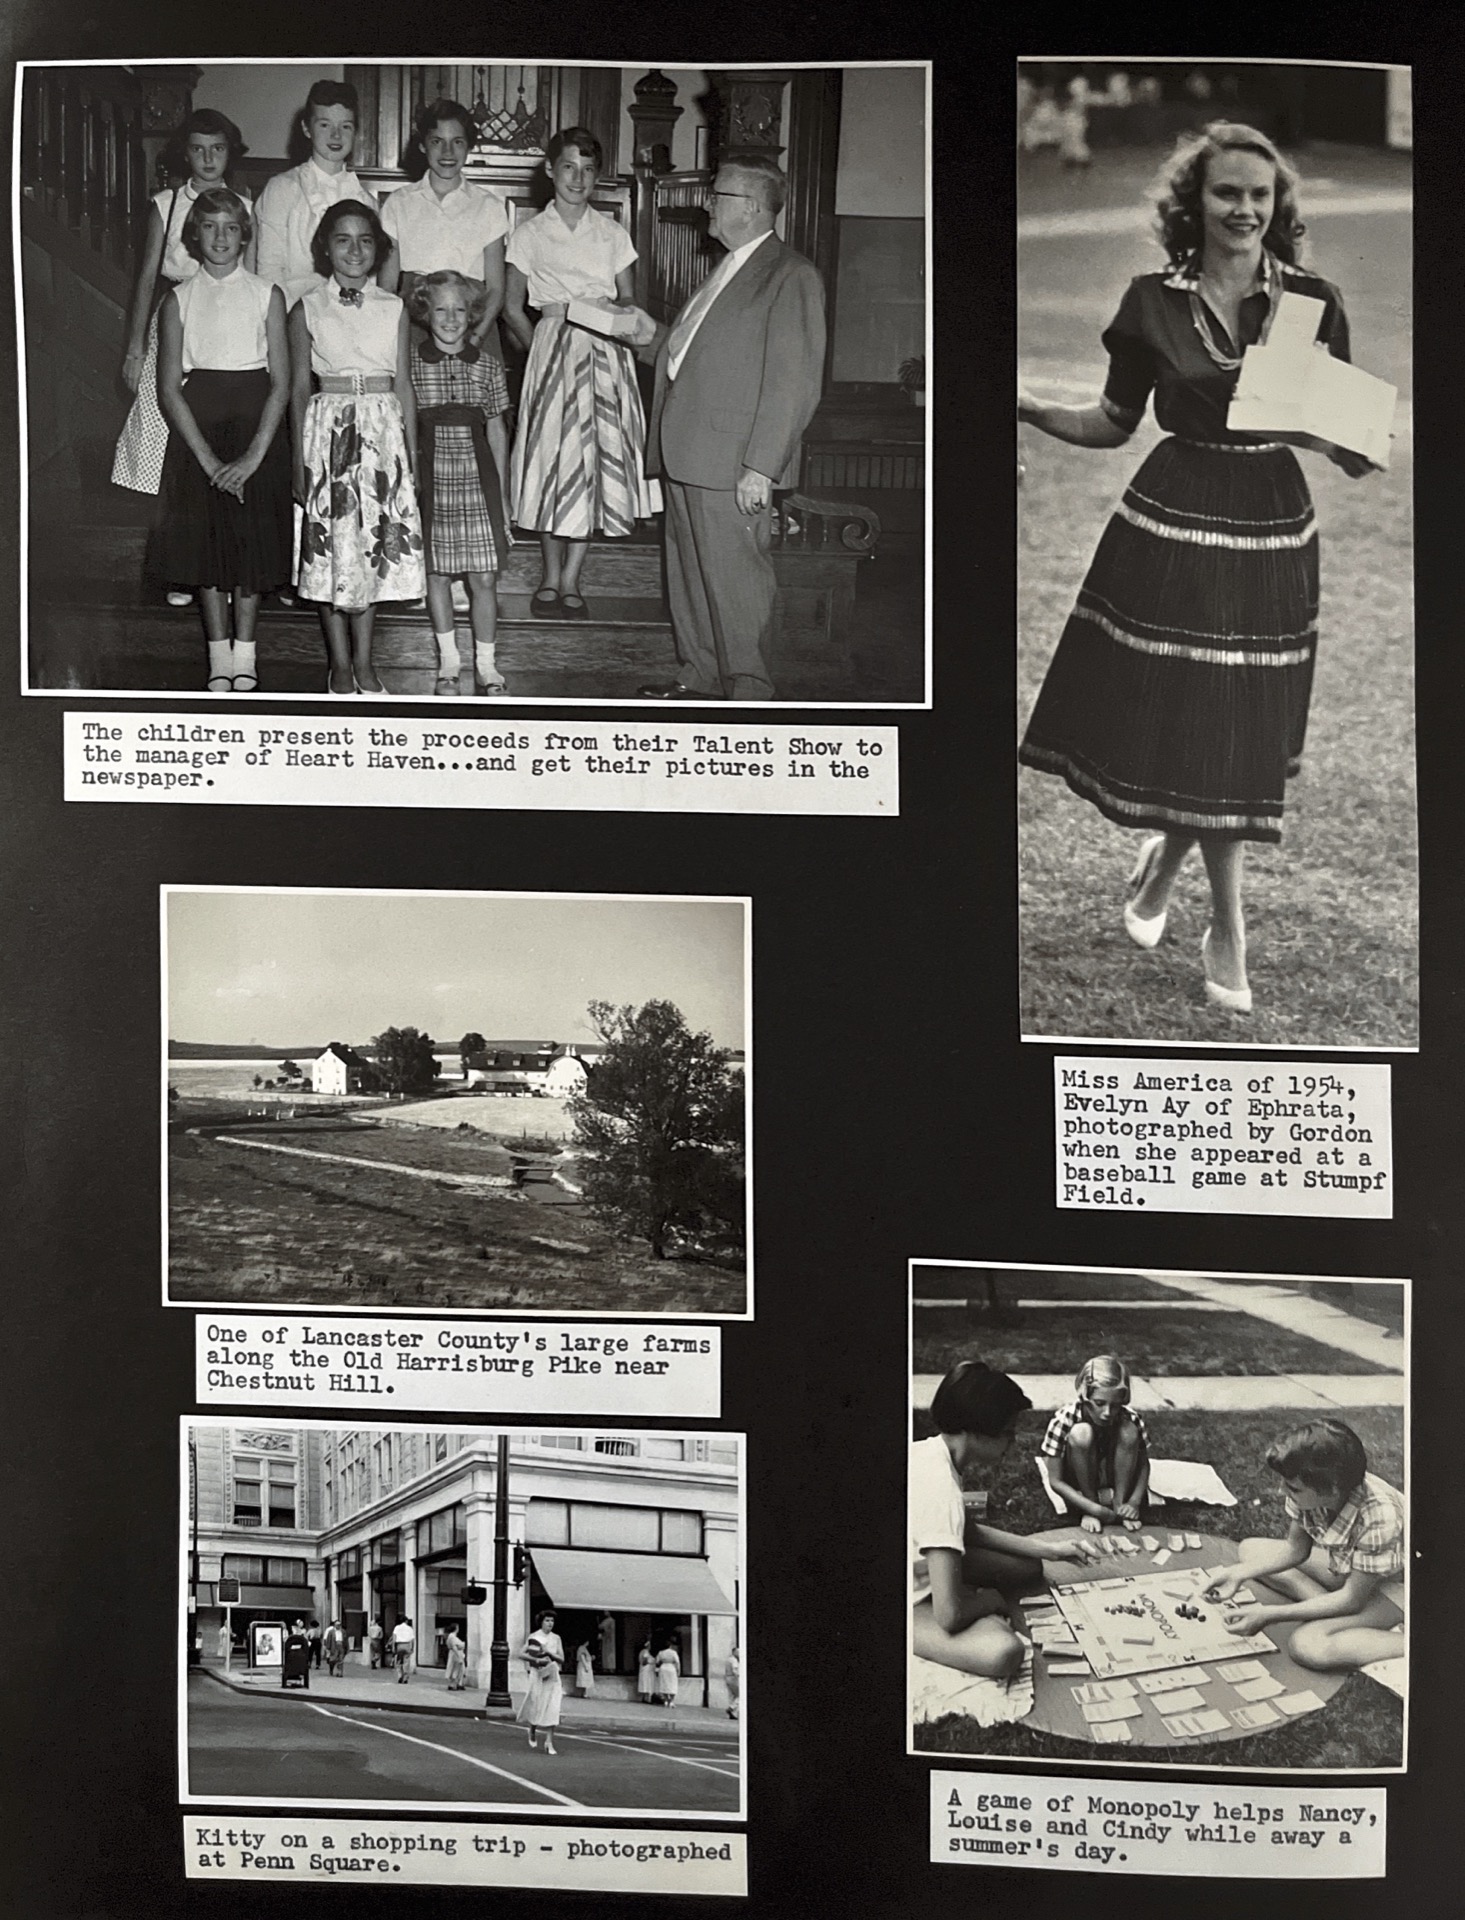 The children present the proceeds from their Talent Show to
the manager of Heart Haven...and get their pictures in the
newspaper.
Miss America of 1954,
Evelyn Ay of Ephrata,
photographed by Gordon
when she appeared at a
baseball game at Stumpf
Field.
One of Lancaster County's large farms
along the Old Harrisburg Pike near
Chestnut Hill.
Kitty on a shopping trip - photographed
at Penn Square.
MONOPOLY
A game of Monopoly helps Nancy,
Louise and Cindy while away a
summer's day.